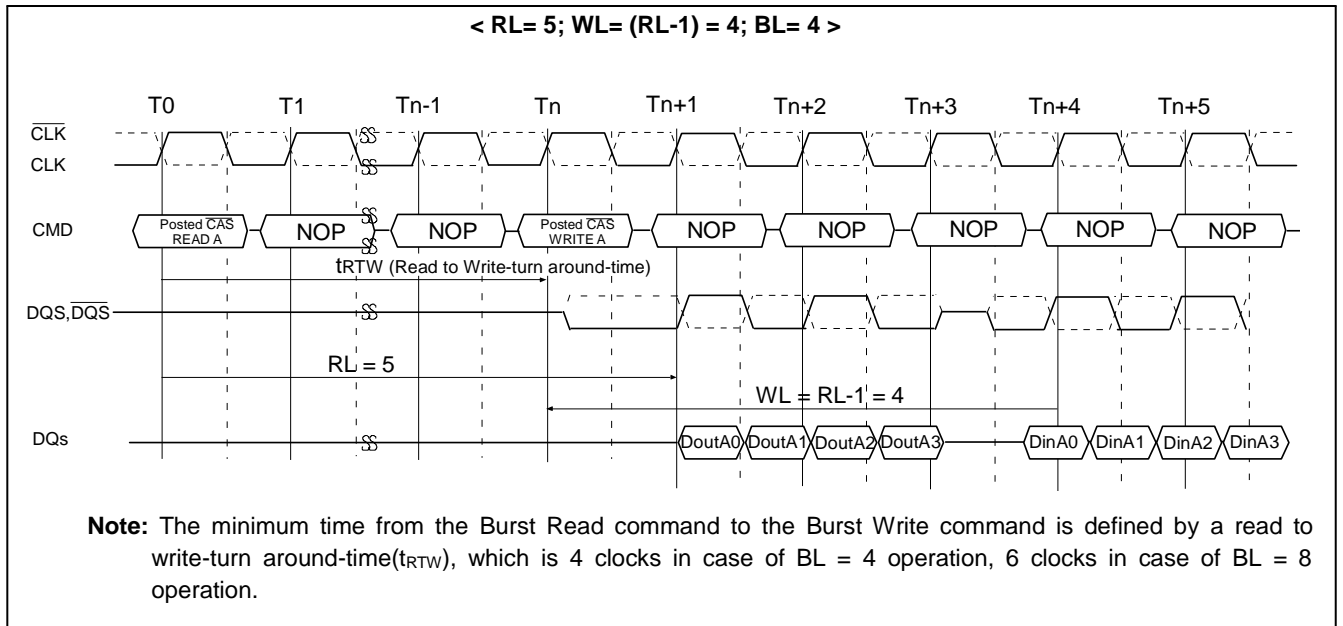 < RL= 5; WL= (RL-1) = 4; BL= 4 >
T0 T1 Tn-1 Tn Tn+1 Tn+2 Tn+3 Tn+4 Tn+5
CLK
CLK
CMD
Posted CAS
READ A
NOP
NOP
Posted CAS
WRITE A
NOP
NOP
NOP
NOP
NOP
tRTW (Read to Write-turn around-time)
DQS,DQS
RL = 5
WL = RL-1 = 4
DQs
DoutA0 DoutA1 DoutA2 DoutA3 DinA0 DinA1 DinA2 DinA3
Note: The minimum time from the Burst Read command to the Burst Write command is defined by a read to
write-turn around-time(tRTW), which is 4 clocks in case of BL = 4 operation, 6 clocks in case of BL = 8
operation.